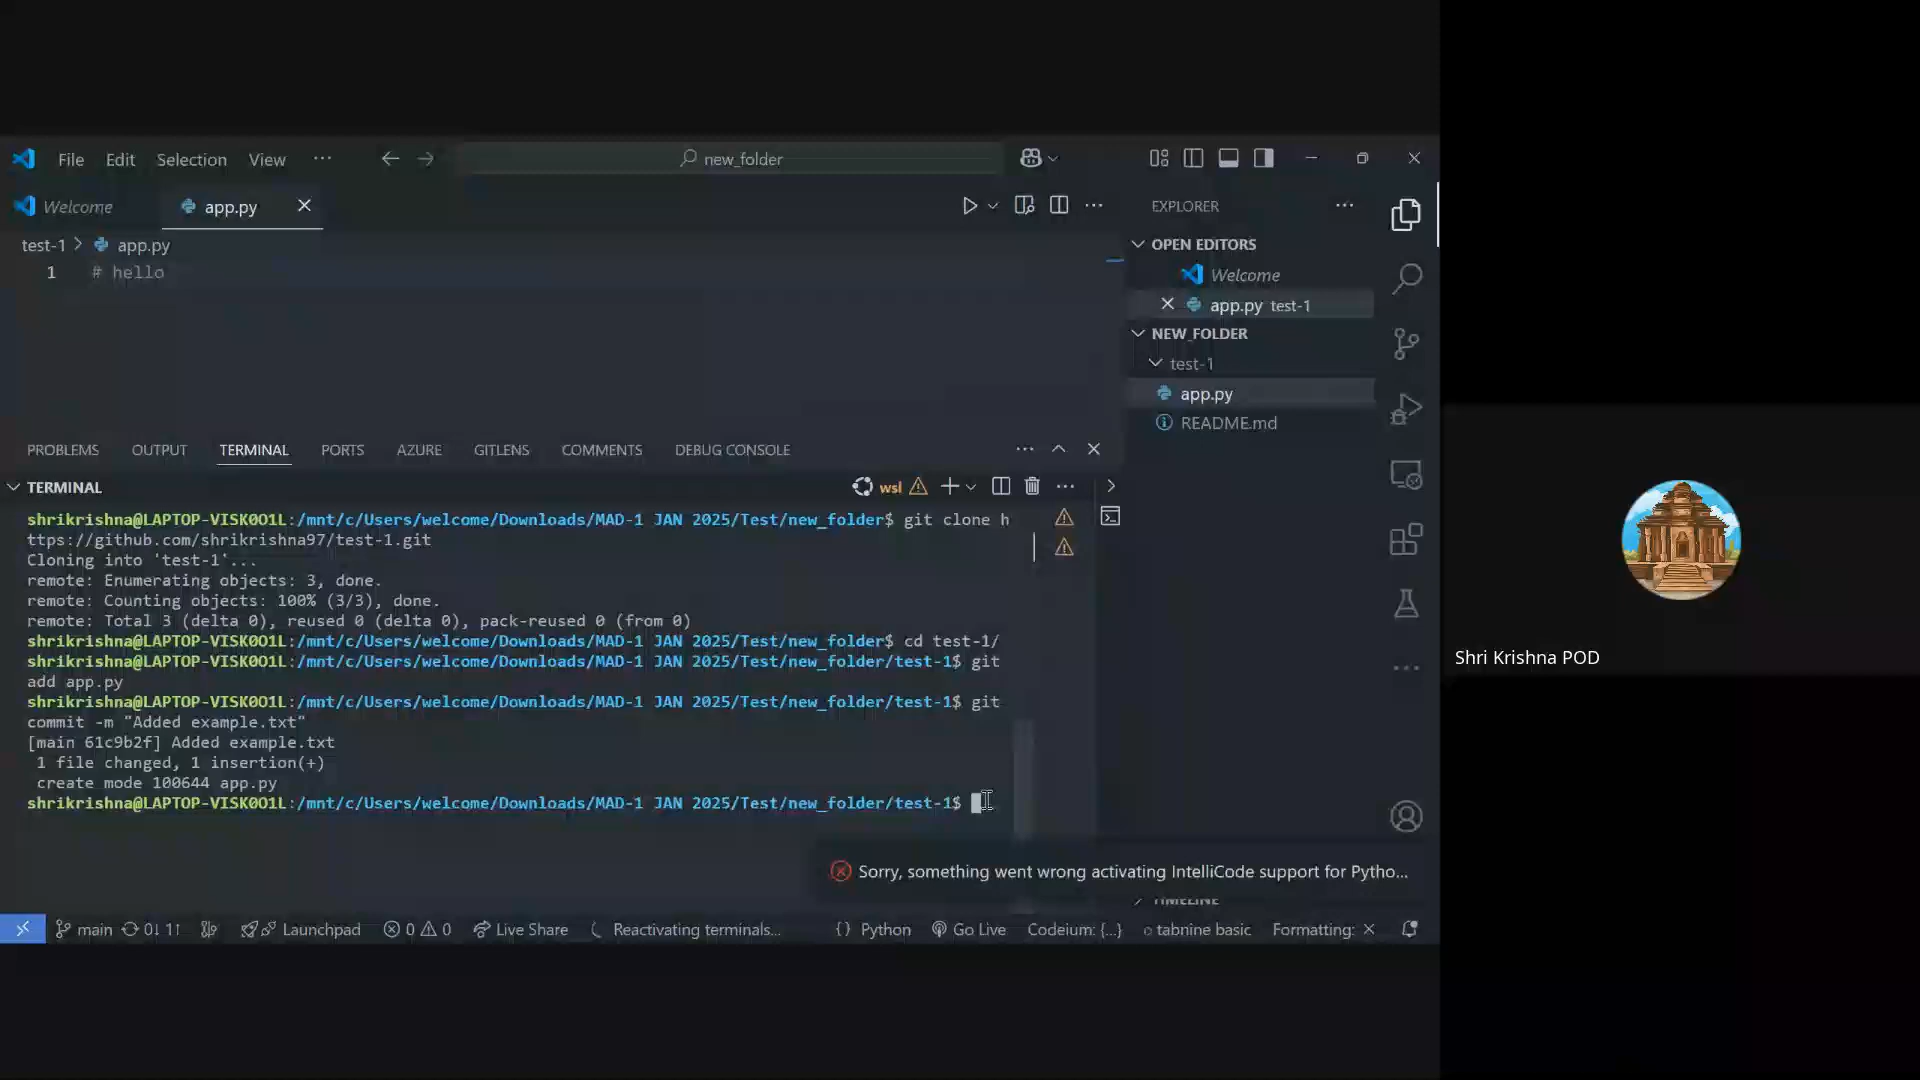 File Edit Selection View ··· new_folder
Welcome app.py
test-1 > app.py
1 # hello
PROBLEMS OUTPUT TERMINAL PORTS AZURE GITLENS COMMENTS DEBUG CONSOLE
TERMINAL
wsl
shrikrishna@LAPTOP-VISK0O1L:/mnt/c/Users/welcome/Downloads/MAD-1 JAN 2025/Test/new_folder$ git clone h
ttps://github.com/shrikrishna97/test-1.git
Cloning into 'test-1'...
remote: Enumerating objects: 3, done.
remote: Counting objects: 100% (3/3), done.
remote: Total 3 (delta 0), reused 0 (delta 0), pack-reused 0 (from 0)
shrikrishna@LAPTOP-VISK0O1L:/mnt/c/Users/welcome/Downloads/MAD-1 JAN 2025/Test/new_folder$ cd test-1/
shrikrishna@LAPTOP-VISK0O1L:/mnt/c/Users/welcome/Downloads/MAD-1 JAN 2025/Test/new_folder/test-1$ git
add app.py
shrikrishna@LAPTOP-VISK0O1L:/mnt/c/Users/welcome/Downloads/MAD-1 JAN 2025/Test/new_folder/test-1$ git
commit -m "Added example.txt"
[main 61c9b2f] Added example.txt
1 file changed, 1 insertion(+)
create mode 100644 app.py
shrikrishna@LAPTOP-VISK0O1L:/mnt/c/Users/welcome/Downloads/MAD-1 JAN 2025/Test/new_folder/test-1$
EXPLORER
OPEN EDITORS
Welcome
app.py test-1
NEW_FOLDER
test-1
app.py
README.md
Sorry, something went wrong activating IntelliCode support for Pytho...
TIMELINE
main 0↓ 1↑ Launchpad 0 0 Live Share Reactivating terminals... {} Python Go Live Codeium: {...} tabnine basic Formatting: ×
Shri Krishna POD